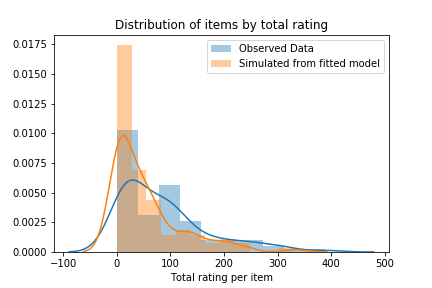 Distribution of items by total rating
Observed Data
Simulated from fitted model
0.0175
0.0150
0.0125
0.0100
0.0075
0.0050
0.0025
0.0000
−100 0 100 200 300 400 500
Total rating per item